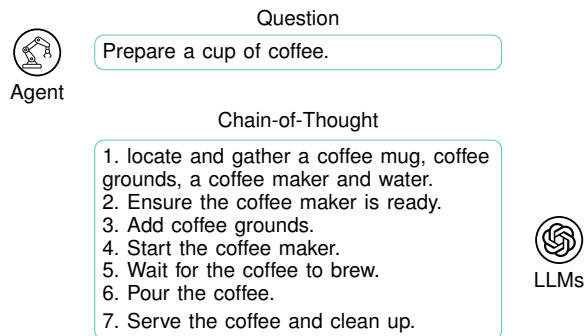 Question
Prepare a cup of coffee.
Agent
Chain-of-Thought
1. locate and gather a coffee mug, coffee
grounds, a coffee maker and water.
2. Ensure the coffee maker is ready.
3. Add coffee grounds.
4. Start the coffee maker.
5. Wait for the coffee to brew.
6. Pour the coffee.
7. Serve the coffee and clean up.
LLMs